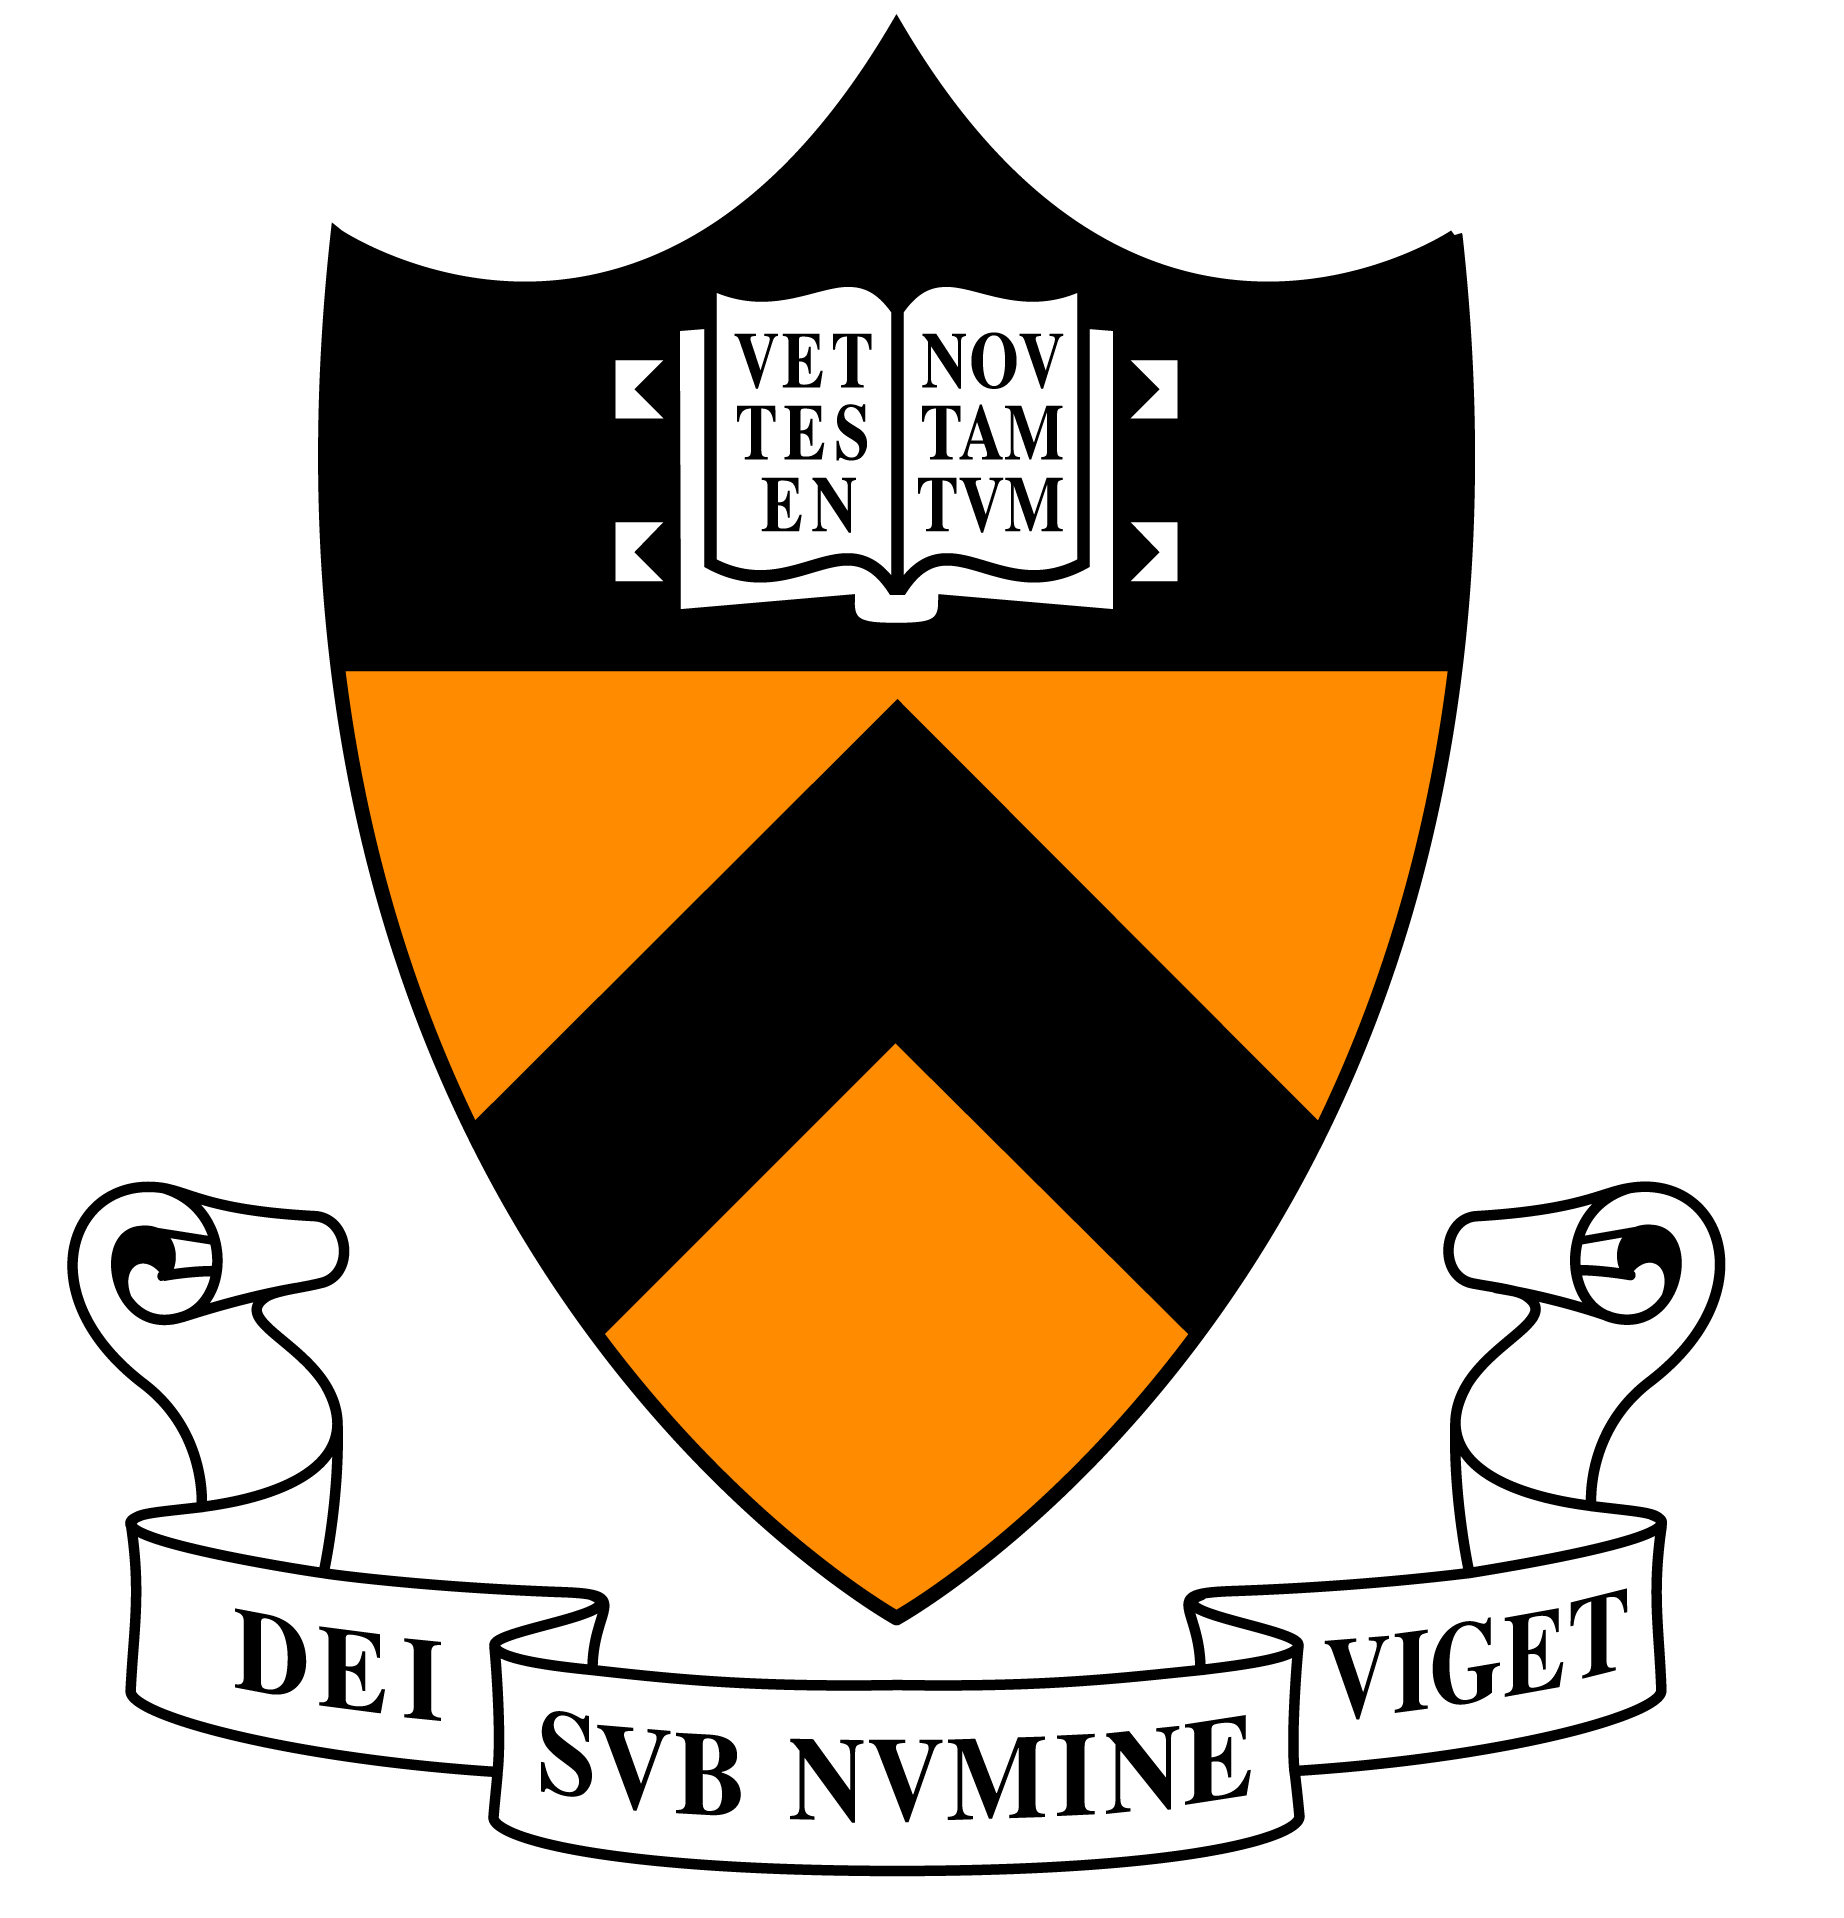 VET
TES
EN
NOV
TAM
TVM
DEI
SVB NVMINE
VIGET